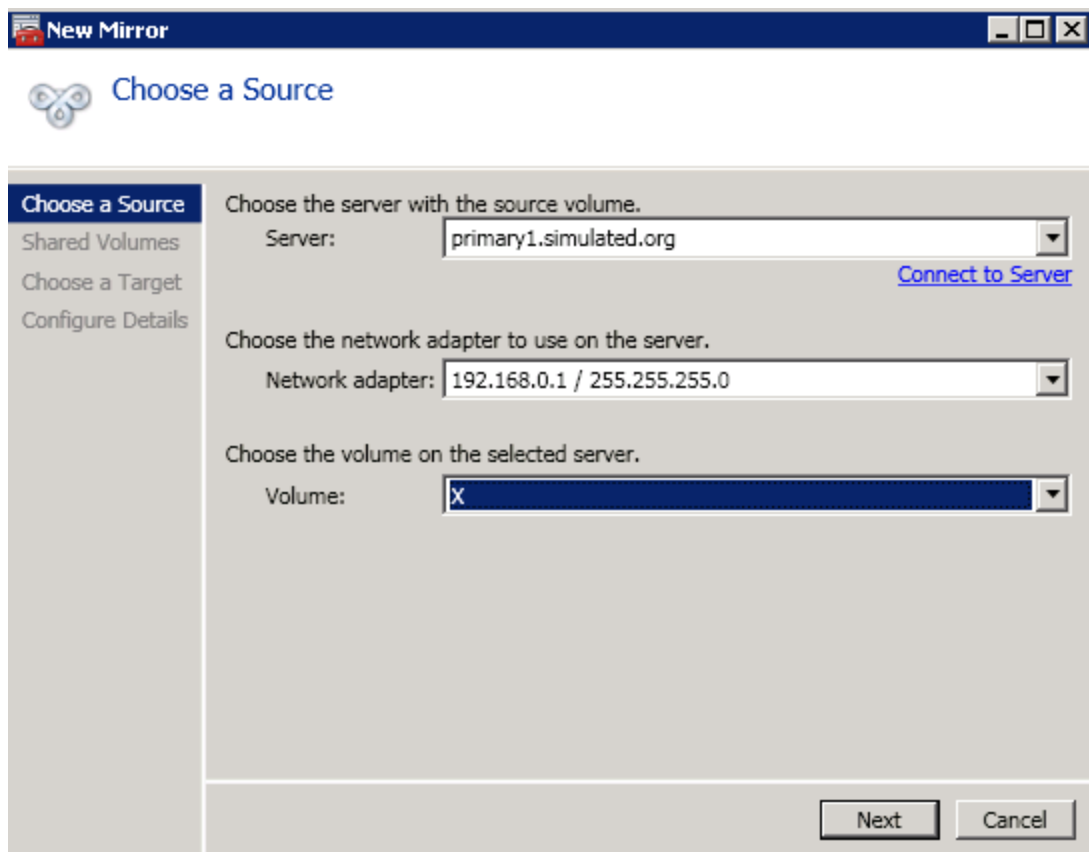 New Mirror
Choose a Source
Choose a Source
Shared Volumes
Choose a Target
Configure Details
Choose the server with the source volume.
Server: primary1.simulated.org
Connect to Server
Choose the network adapter to use on the server.
Network adapter: 192.168.0.1 / 255.255.255.0
Choose the volume on the selected server.
Volume: X
Next Cancel